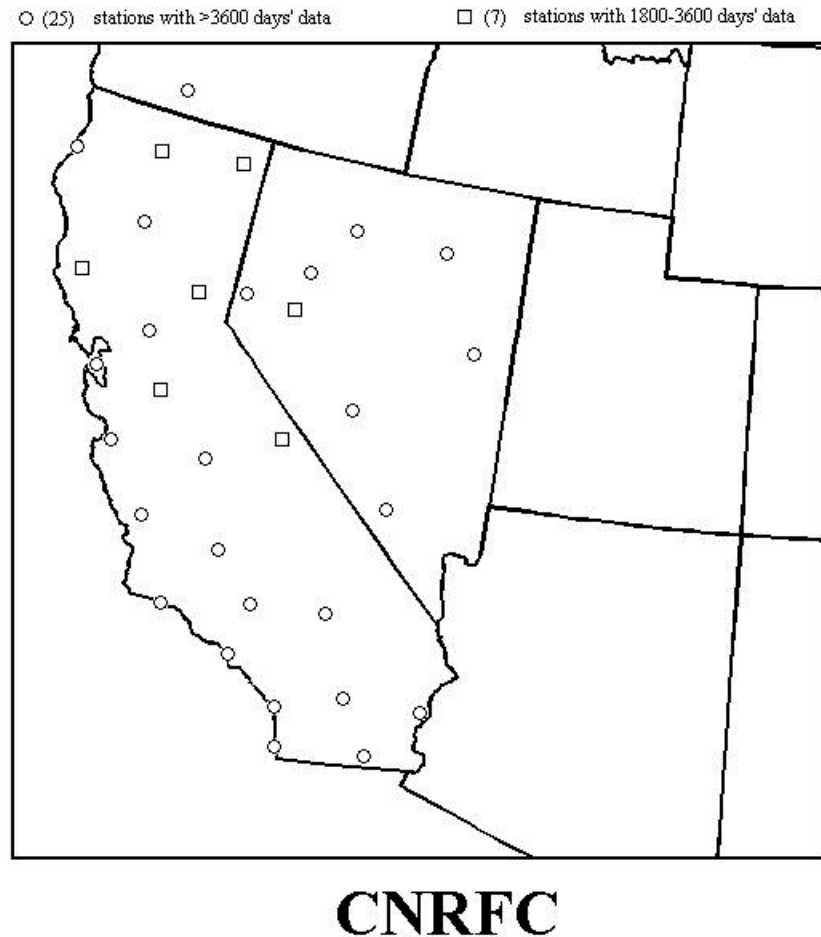 ○ (25) stations with >3600 days' data □ (7) stations with 1800-3600 days' data
CNRFC